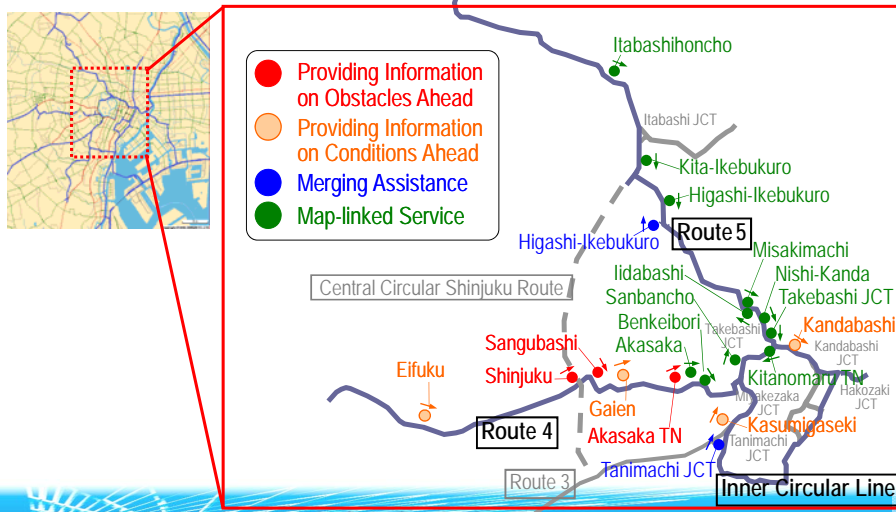 Providing Information
on Obstacles Ahead
Providing Information
on Conditions Ahead
Merging Assistance
Map-linked Service
Itabashihoncho
Itabashi JCT
Kita-Ikebukuro
Higashi-Ikebukuro
Higashi-Ikebukuro
Route 5
Misakimachi
Iidabashi
Nishi-Kanda
Central Circular Shinjuku Route
Sanbancho
Takebashi JCT
Benkeibori
Takebashi
JCT
Kandabashi
Sangubashi
Akasaka
Kandabashi
JCT
Eifuku
Shinjuku
Kitanomaru TN
Hakozaki
JCT
Miyakezaka
JCT
Gaien
Kasumigaseki
Route 4
Akasaka TN
Tanimachi
JCT
Tanimachi JCT
Route 3
Inner Circular Line